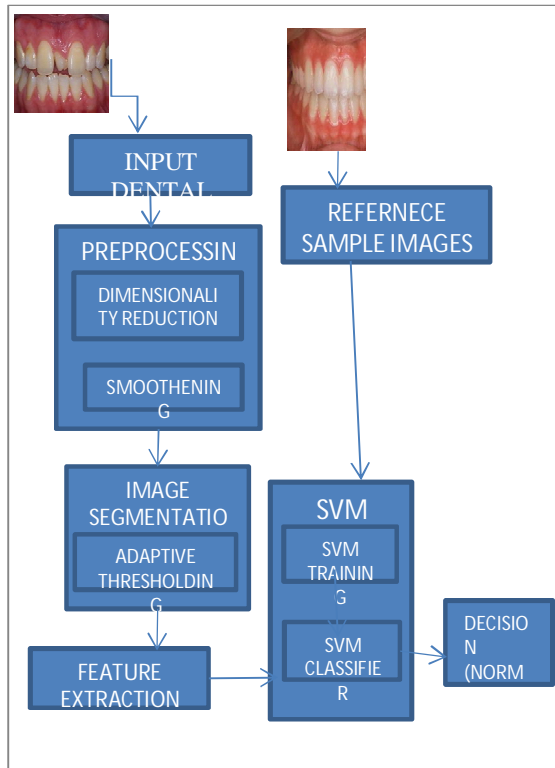 INPUT
DENTAL
PREPROCESSIN
DIMENSIONALI
TY REDUCTION
SMOOTHENIN
G
IMAGE
SEGMENTATIO
ADAPTIVE
THRESHOLDING
G
FEATURE
EXTRACTION
REFERNECE
SAMPLE IMAGES
SVM
SVM
TRAININ
G
SVM
CLASSIFIE
R
DECISIO
N
(NORM